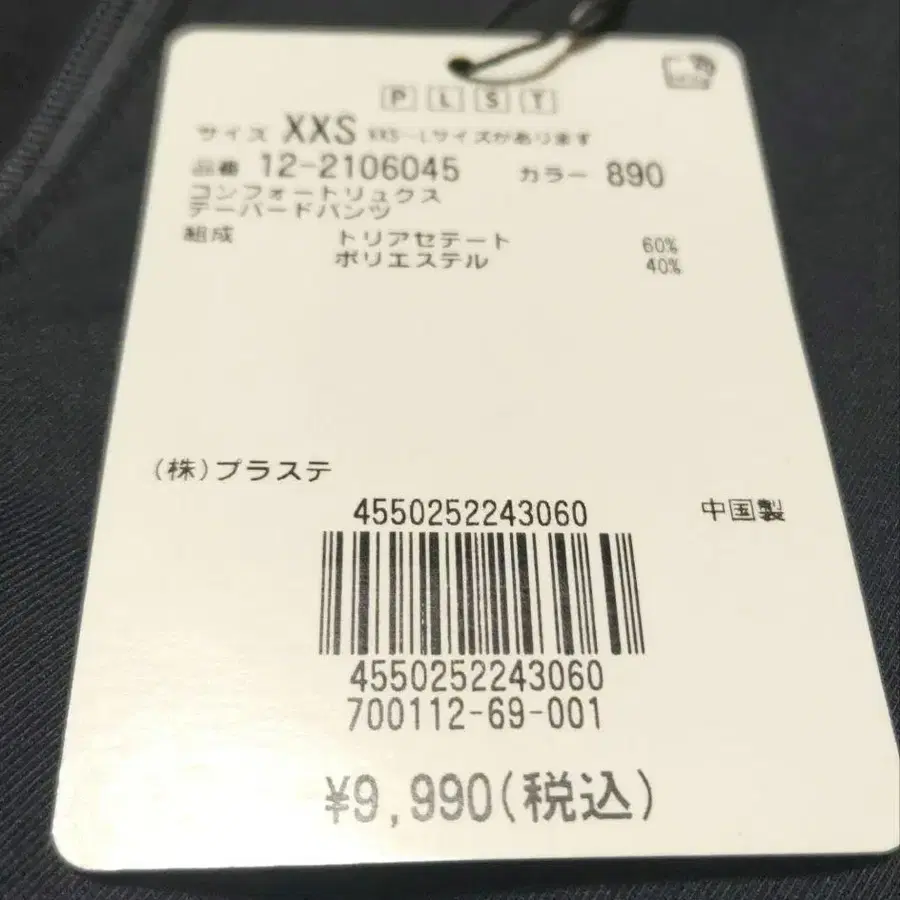 PLST
サイズ XXS XXS~Lサイズがあります
品番 12-2106045 カラー 890
コンフォートリュクス
テーパードパンツ
組成 トリアセテート 60%
ポリエステル 40%
(株)プラステ
4550252243060 中国製
4550252243060
700112-69-001
¥9,990(税込)